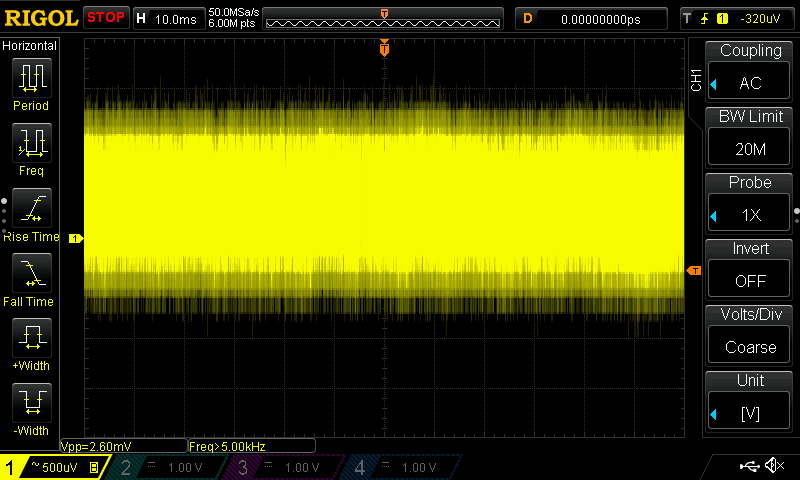 RIGOL STOP H 10.0ms 50.0MSa/s D 0.00000000ps T 1 -320uV
6.00M pts
T
Horizontal
Period
Freq
Rise Time
Fall Time
+Width
-Width
T
1
T
CH1
Coupling
AC
BW Limit
20M
Probe
1X
Invert
OFF
Volts/Div
Coarse
Unit
[V]
Vpp=2.60mV Freq>5.00kHz
1 ~ 500uV B 2 1.00 V 3 1.00 V 4 1.00 V